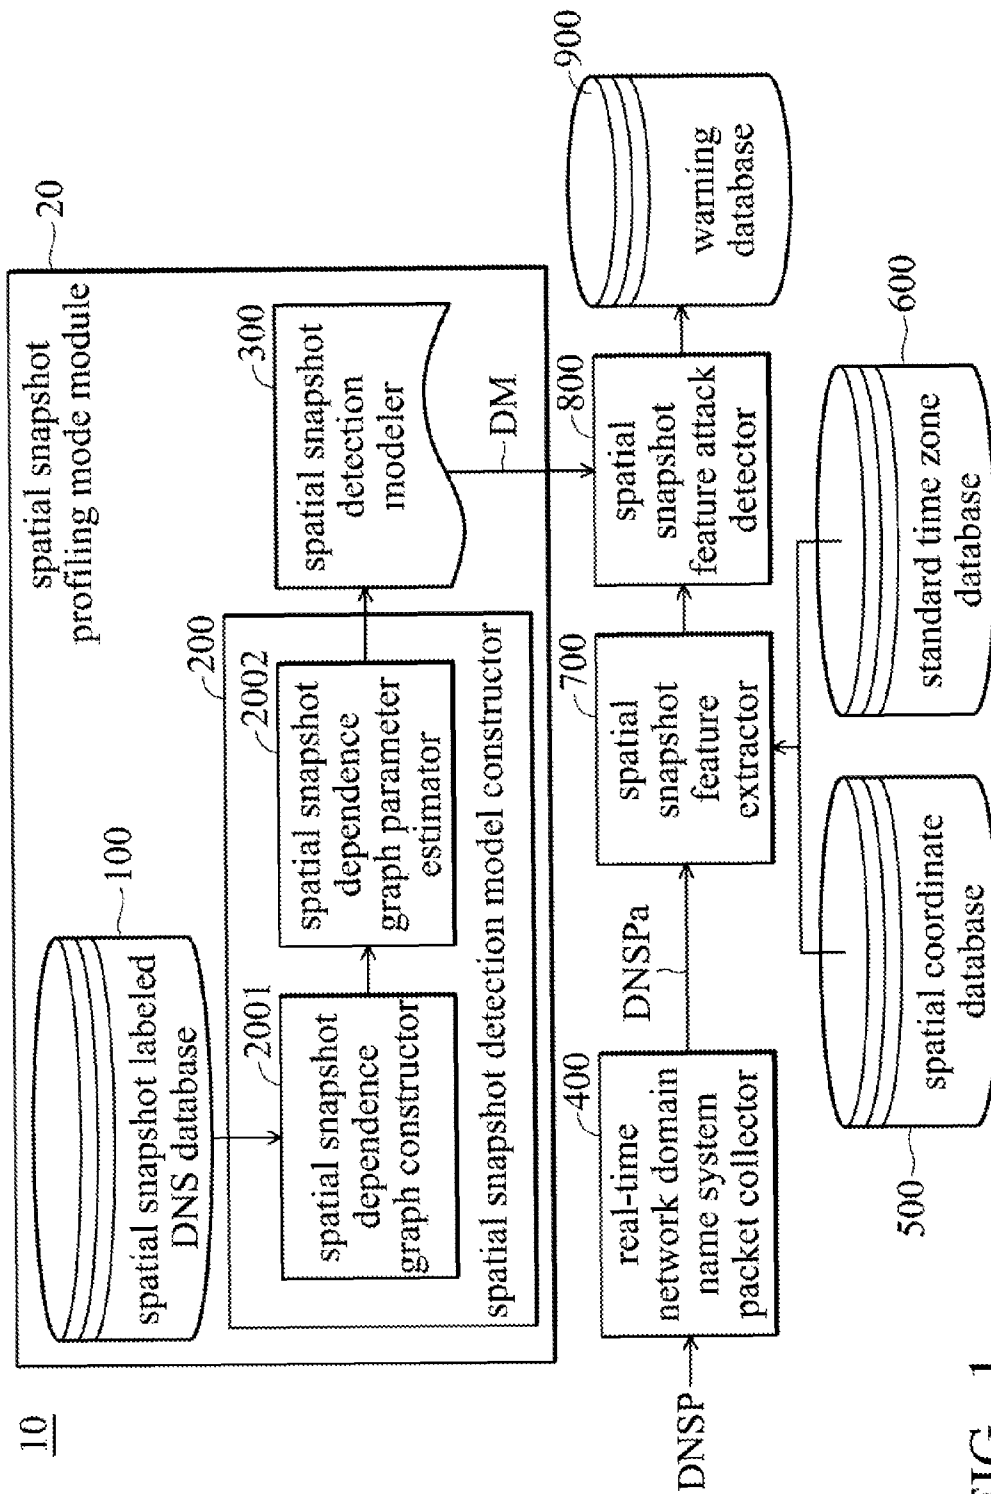 10
20
spatial snapshot
profiling mode module
100
spatial snapshot labeled
DNS database
200
2001
spatial snapshot
dependence
graph constructor
2002
spatial snapshot
dependence
graph parameter
estimator
spatial snapshot detection model constructor
300
spatial snapshot
detection
modeler
DM
DNSP
400
real-time
network domain
name system
packet collector
DNSPa
700
spatial
snapshot
feature
extractor
800
spatial
snapshot
feature attack
detector
900
warning
database
500
spatial coordinate
database
600
standard time zone
database
FIG. 1